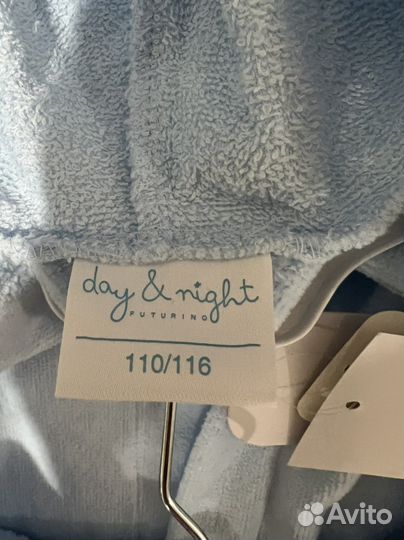 day & night
FUTURINO
110/116
Avito